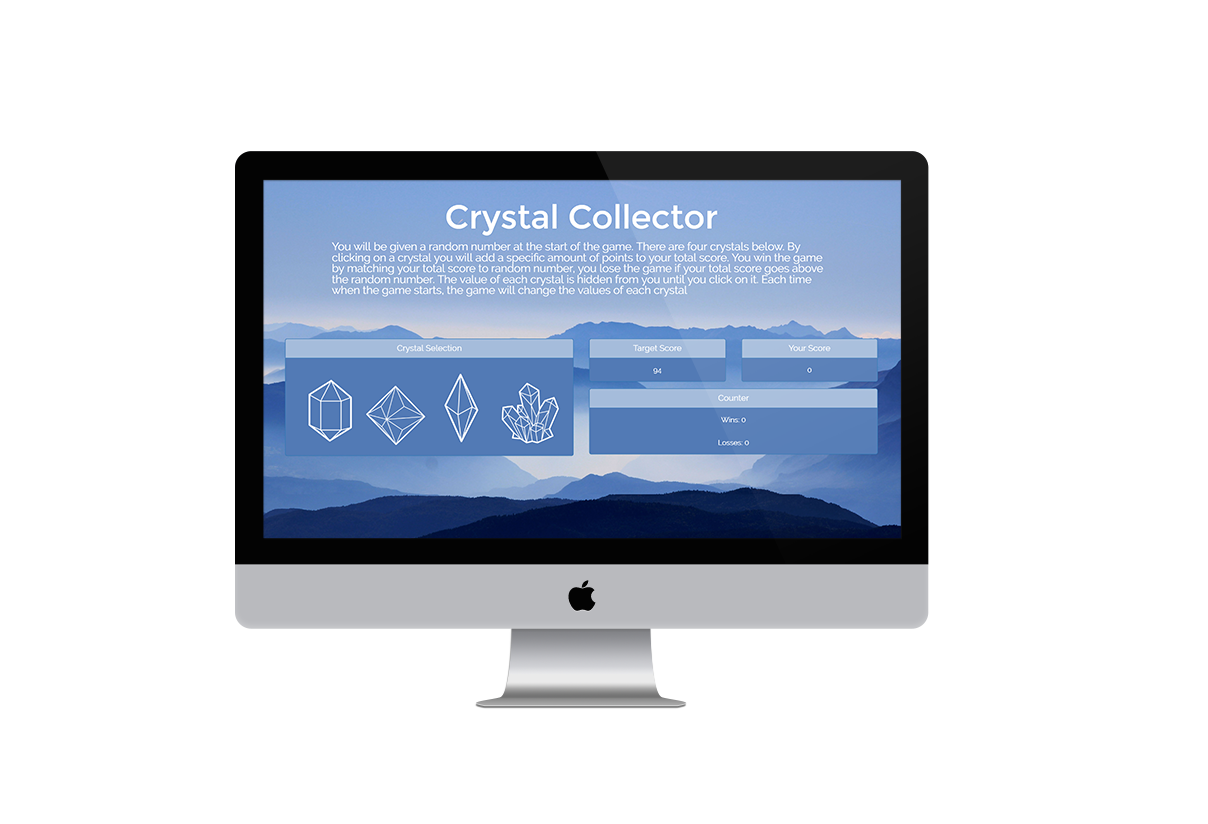 Crystal Collector
You will be given a random number at the start of the game. There are four crystals below. By
clicking on a crystal you will add a specific amount of points to your total score. You win the game
by matching your total score to random number, you lose the game if your total score goes above
the random number. The value of each crystal is hidden from you until you click on it. Each time
when the game starts, the game will change the values of each crystal
Crystal Selection
Target Score
94
Your Score
0
Counter
Wins: 0
Losses: 0